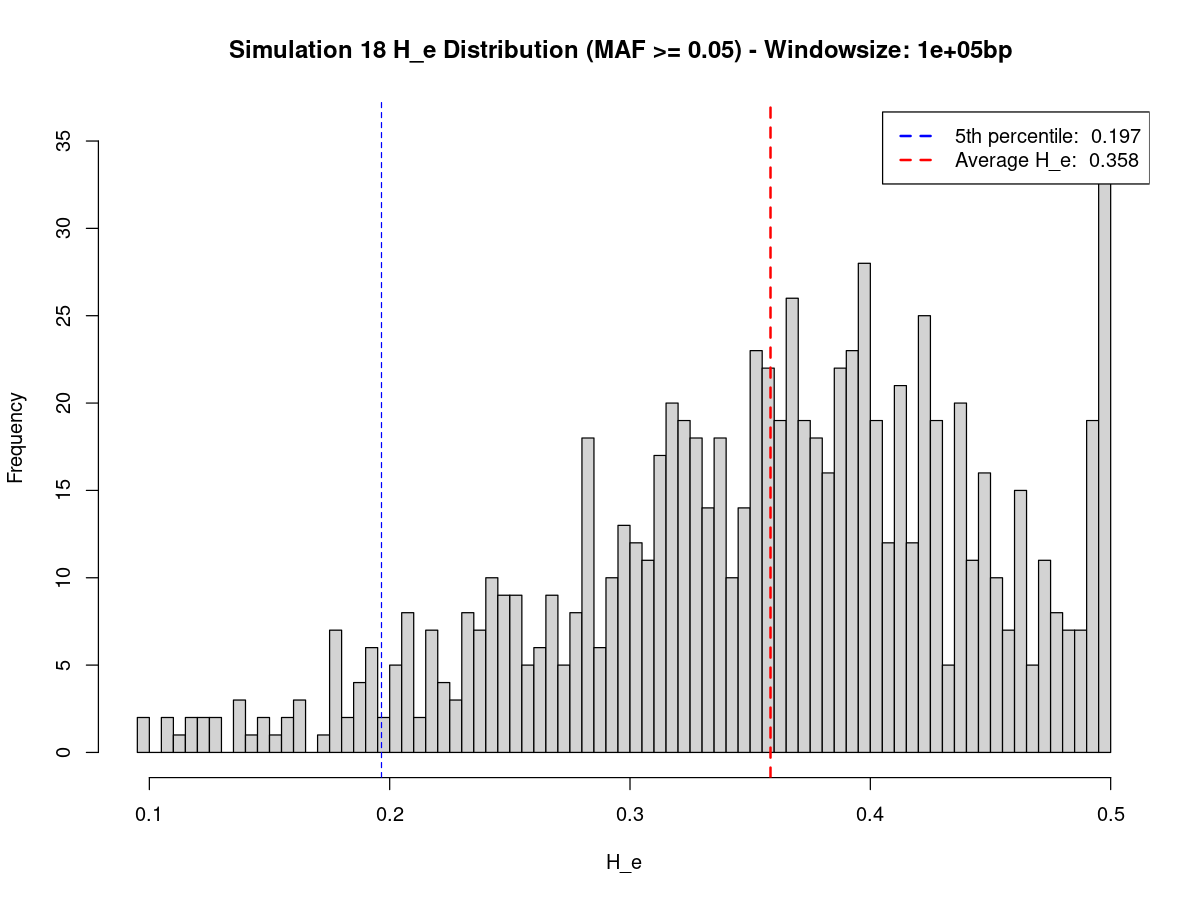 Simulation 18 H_e Distribution (MAF >= 0.05) - Windowsize: 1e+05bp
5th percentile: 0.197
Average H_e: 0.358
35
30
25
20
15
10
5
0
Frequency
0.1 0.2 0.3 0.4 0.5
H_e